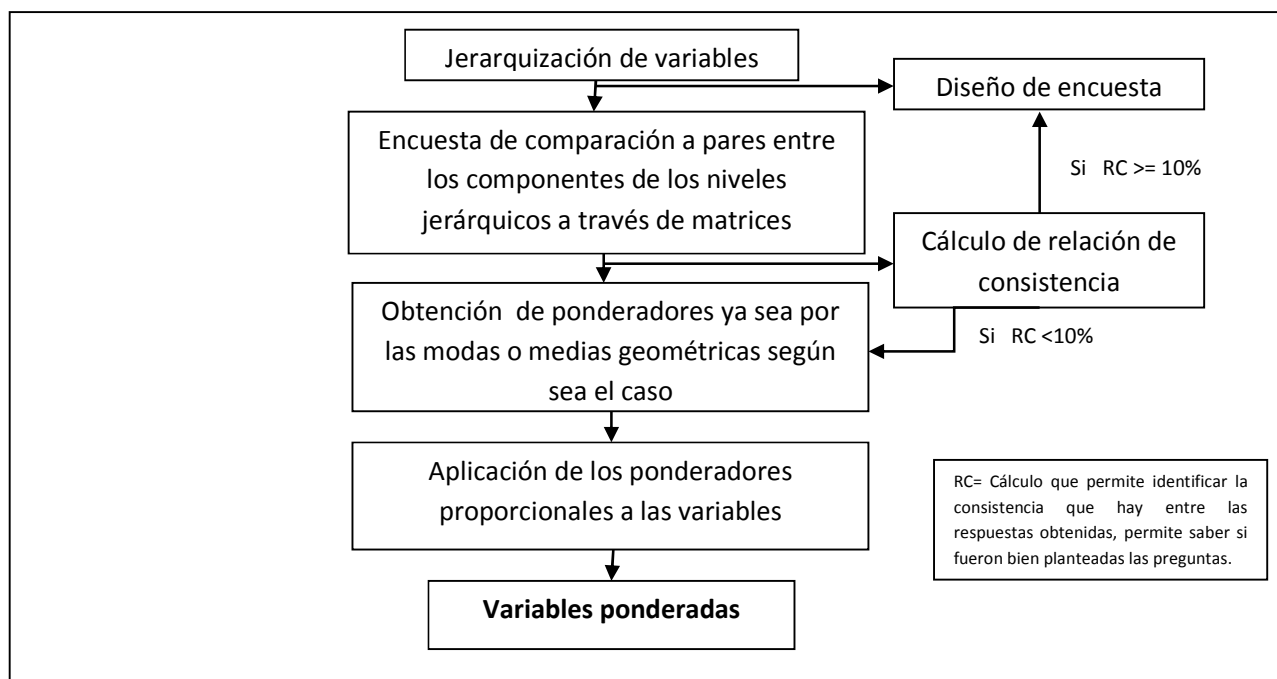 Jerarquización de variables
Diseño de encuesta
Encuesta de comparación a pares entre
los componentes de los niveles
jerárquicos a través de matrices
Si RC >= 10%
Cálculo de relación de
consistencia
Obtención de ponderadores ya sea por
las modas o medias geométricas según
sea el caso
Si RC <10%
Aplicación de los ponderadores
proporcionales a las variables
RC= Cálculo que permite identificar la
consistencia que hay entre las
respuestas obtenidas, permite saber si
fueron bien planteadas las preguntas.
Variables ponderadas